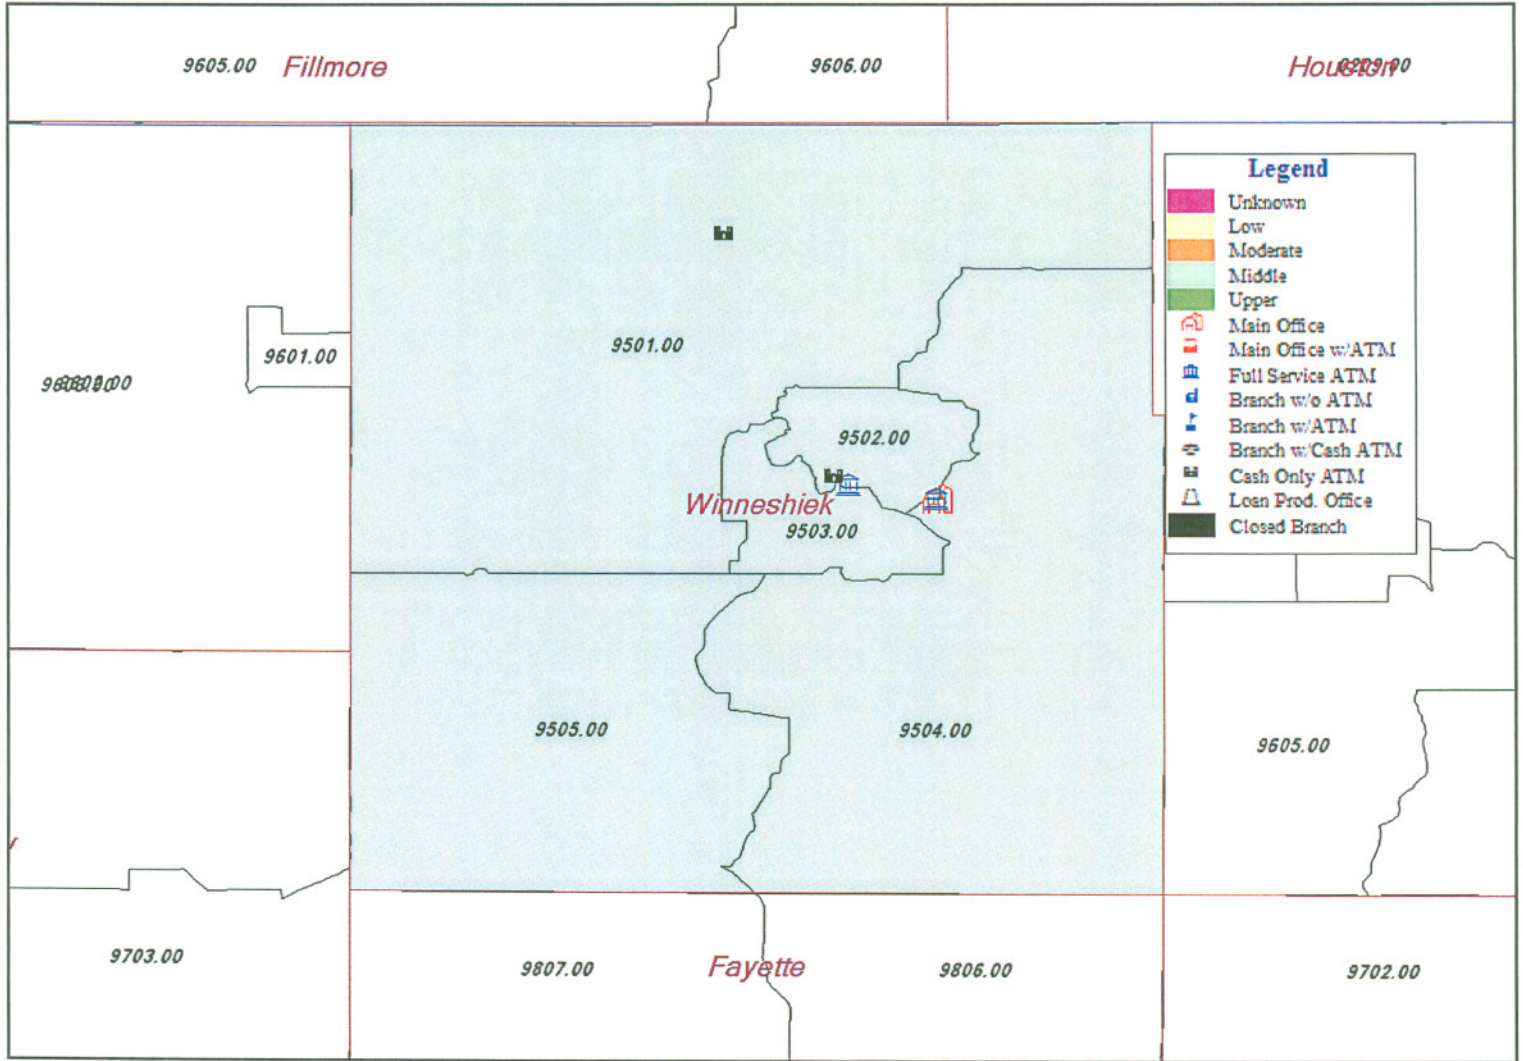 9605.00 Fillmore 9606.00 Houston
Legend
Unknown
Low
Moderate
Middle
Upper
Main Office
Main Office w/ATM
Full Service ATM
Branch w/o ATM
Branch w/ATM
Branch w/Cash ATM
Cash Only ATM
Loan Prod. Office
Closed Branch
9501.00
9601.00
9502.00
Winneshiek
9503.00
9505.00 9504.00
9605.00
9703.00
9807.00 Fayette 9806.00 9702.00